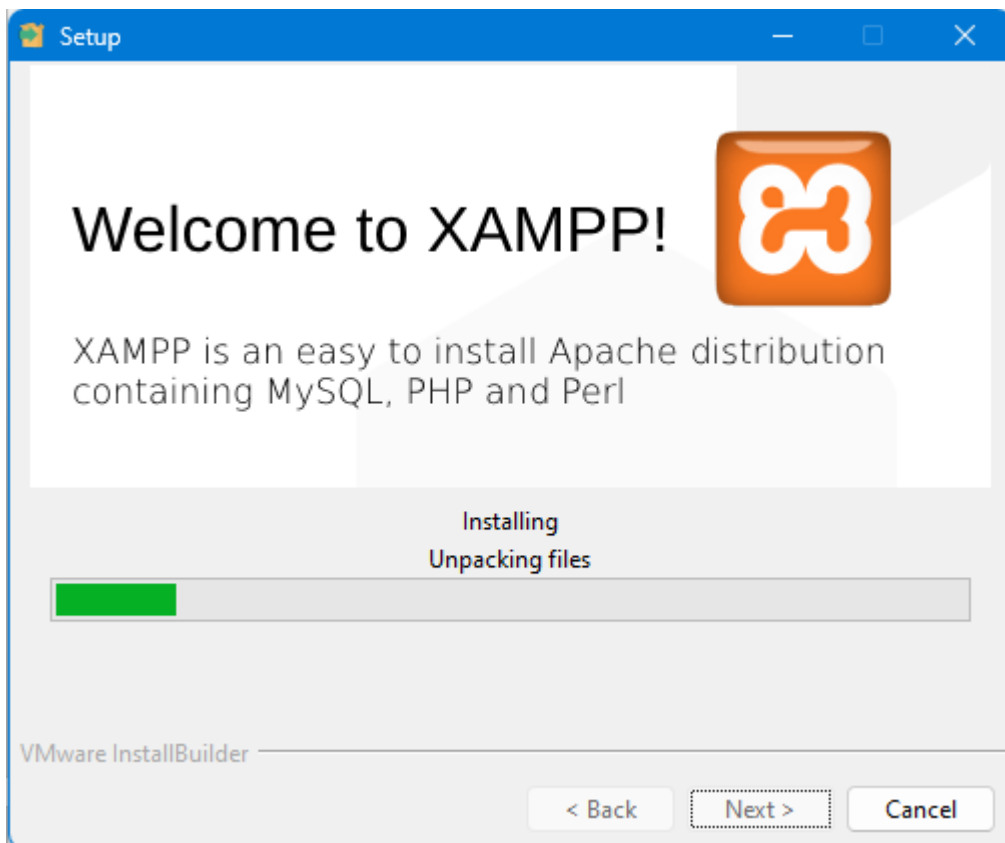 Setup
Welcome to XAMPP!
XAMPP is an easy to install Apache distribution
containing MySQL, PHP and Perl
Installing
Unpacking files
VMware InstallBuilder
< Back Next > Cancel